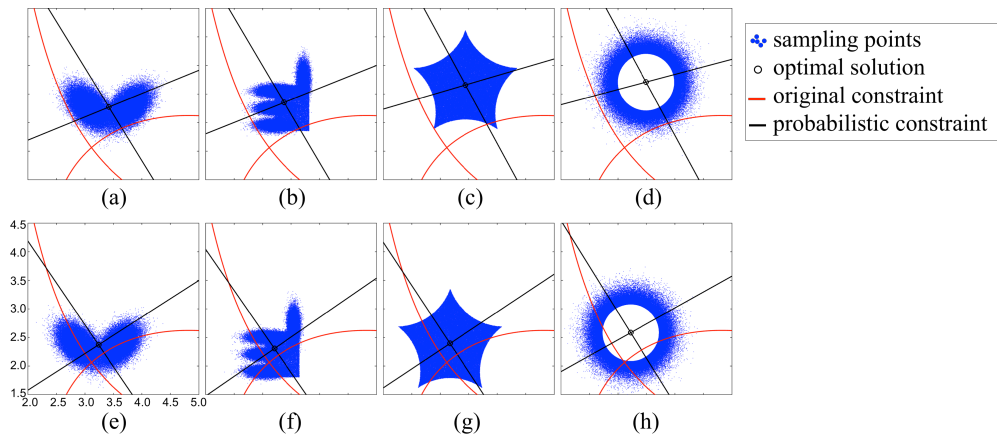 sampling points
optimal solution
original constraint
probabilistic constraint
(a) (b) (c) (d)
4.5
4.0
3.5
3.0
2.5
2.0
1.5
2.0 2.5 3.0 3.5 4.0 4.5 5.0
(e) (f) (g) (h)